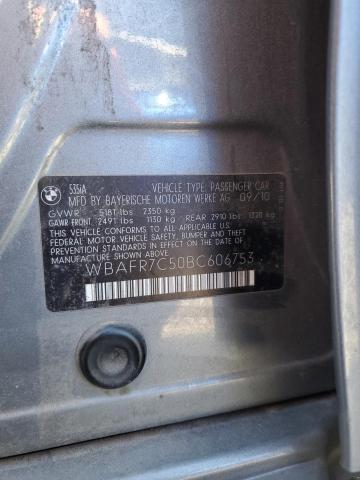 BMW
535iA VEHICLE TYPE: PASSENGER CAR
MFD BY BAYERISCHE MOTOREN WERKE AG 09/10
GVWR 5181 lbs 2350 kg
GAWR FRONT 2491 lbs 1130 kg REAR 2910 lbs 1320 kg
THIS VEHICLE CONFORMS TO ALL APPLICABLE
U.S. FEDERAL MOTOR VEHICLE SAFETY, BUMPER AND
THEFT PREVENTION STANDARDS IN EFFECT ON THE DATE OF
MANUFACTURE SHOWN ABOVE.
WBAFR7C50BC606753